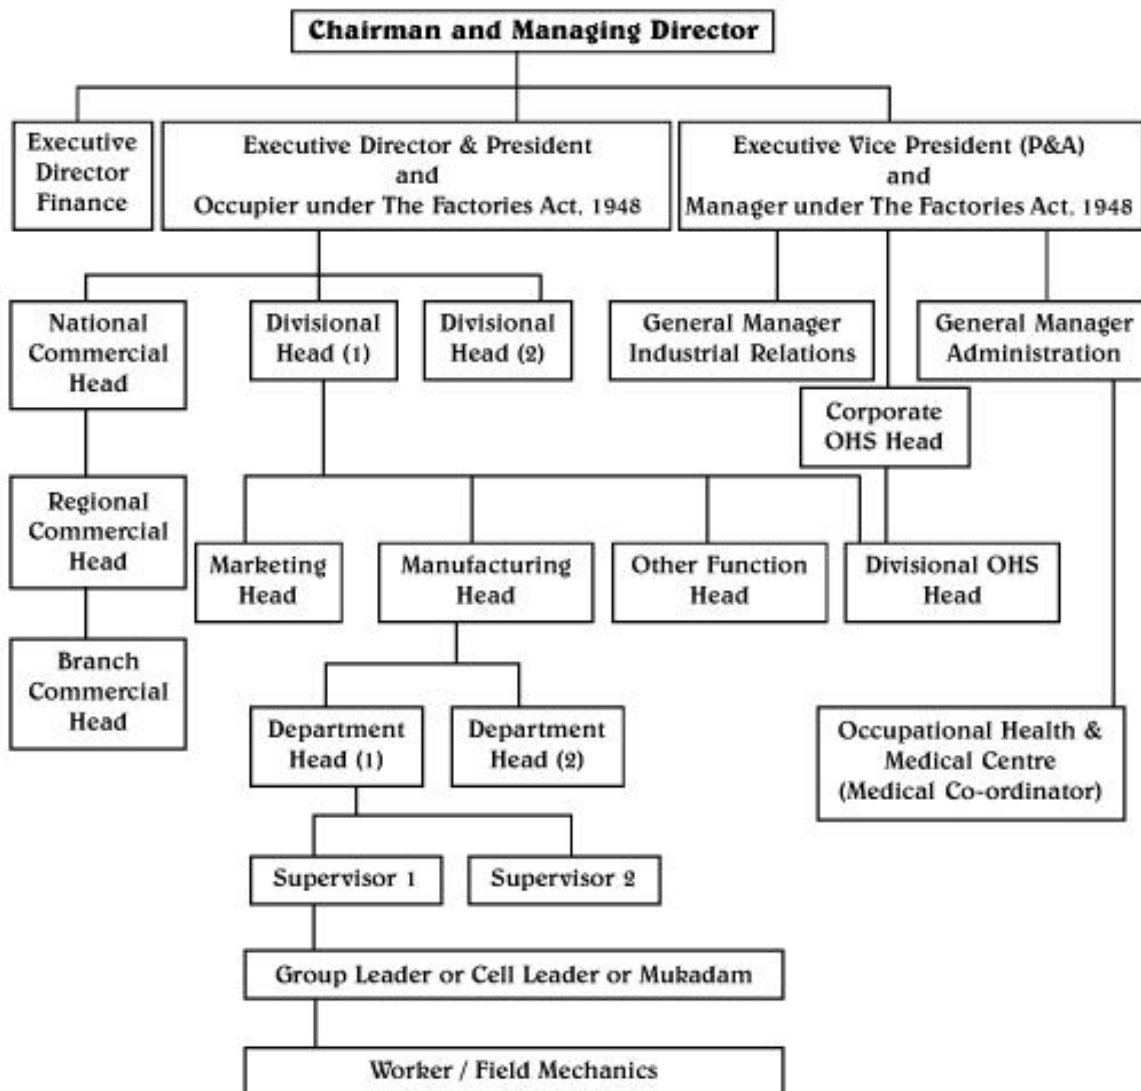 Chairman and Managing Director
Executive
Director
Finance
Executive Director & President
and
Occupier under The Factories Act, 1948
Executive Vice President (P&A)
and
Manager under The Factories Act, 1948
National
Commercial
Head
Divisional
Head (1)
Divisional
Head (2)
General Manager
Industrial Relations
General Manager
Administration
Corporate
OHS Head
Regional
Commercial
Head
Marketing
Head
Manufacturing
Head
Other Function
Head
Divisional OHS
Head
Branch
Commercial
Head
Department
Head (1)
Department
Head (2)
Occupational Health &
Medical Centre
(Medical Co-ordinator)
Supervisor 1
Supervisor 2
Group Leader or Cell Leader or Mukadam
Worker / Field Mechanics